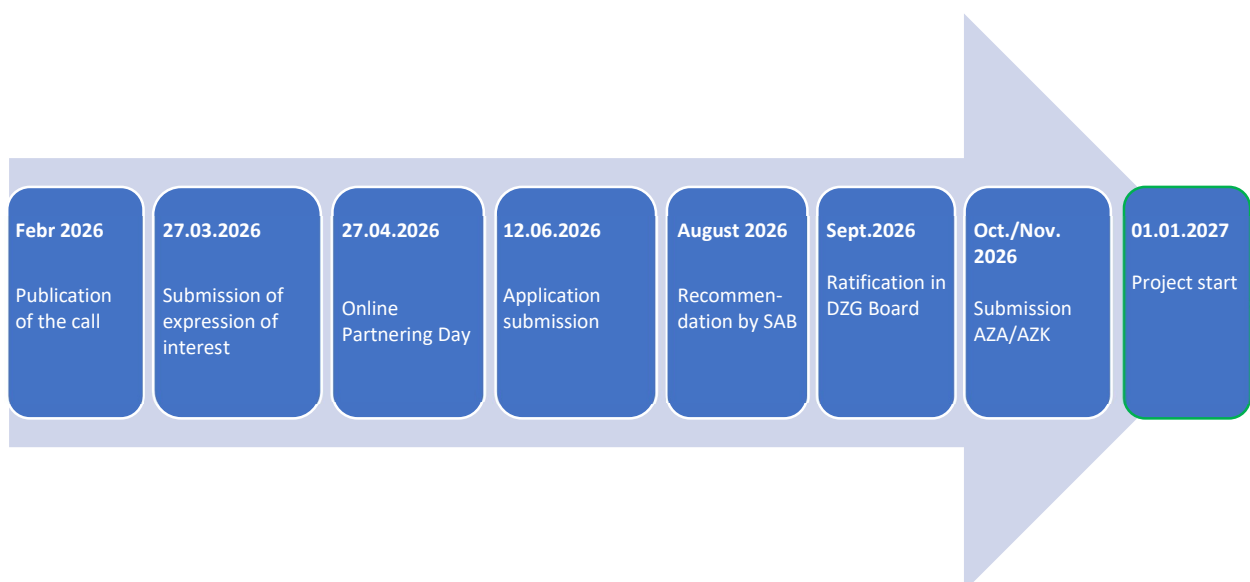 Febr 2026
Publication
of the call
27.03.2026
Submission of
expression of
interest
27.04.2026
Online
Partnering Day
12.06.2026
Application
submission
August 2026
Recommen-
dation by SAB
Sept.2026
Ratification in
DZG Board
Oct./Nov.
2026
Submission
AZA/AZK
01.01.2027
Project start